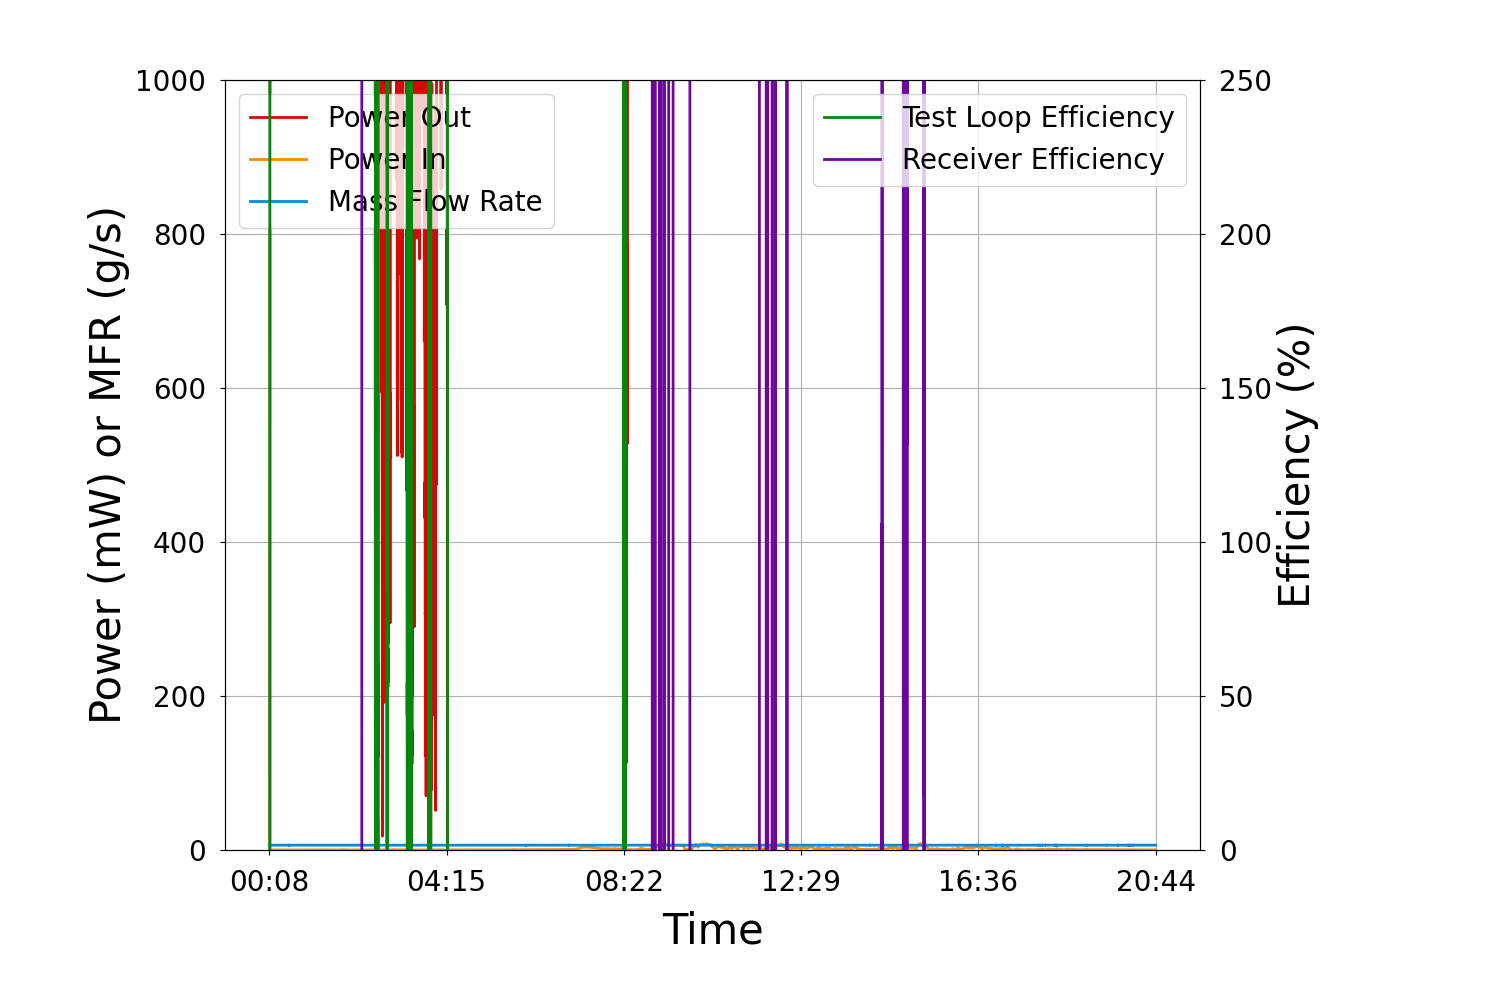 1000
800
600
400
200
0
Power (mW) or MFR (g/s)
Power Out
Power In
Mass Flow Rate
Test Loop Efficiency
Receiver Efficiency
250
200
150
100
50
0
Efficiency (%)
00:08 04:15 08:22 12:29 16:36 20:44
Time